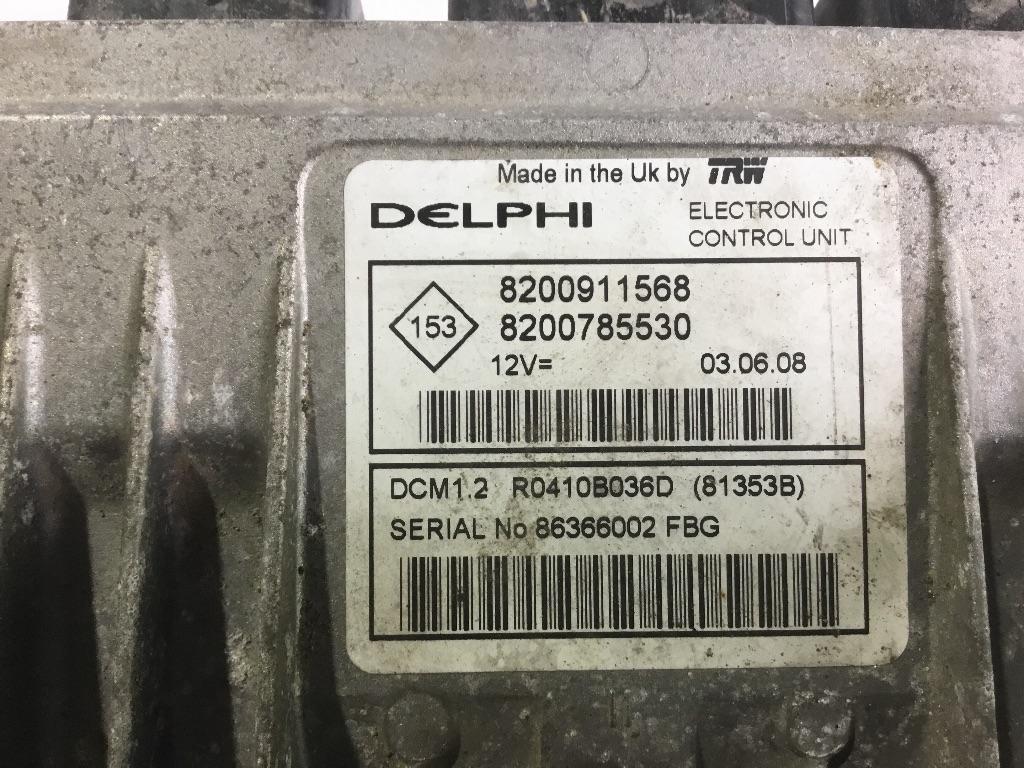 Made in the Uk by TRW
DELPHI
ELECTRONIC
CONTROL UNIT
153
8200911568
8200785530
12V= 03.06.08
DCM1.2 R0410B036D (81353B)
SERIAL No 86366002 FBG